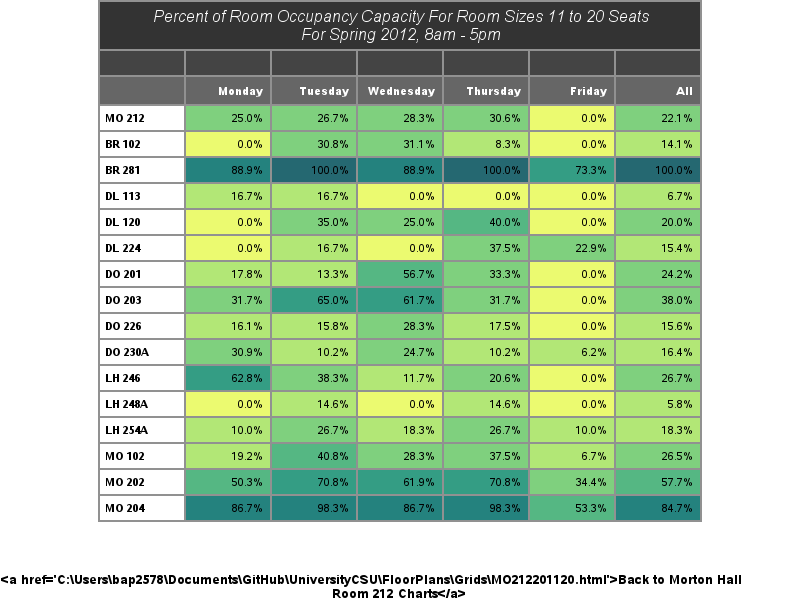 Percent of Room Occupancy Capacity For Room Sizes 11 to 20 Seats
For Spring 2012, 8am - 5pm
Monday Tuesday Wednesday Thursday Friday All
MO 212 25.0% 26.7% 28.3% 30.6% 0.0% 22.1%
BR 102 0.0% 30.8% 31.1% 8.3% 0.0% 14.1%
BR 281 88.9% 100.0% 88.9% 100.0% 73.3% 100.0%
DL 113 16.7% 16.7% 0.0% 0.0% 0.0% 6.7%
DL 120 0.0% 35.0% 25.0% 40.0% 0.0% 20.0%
DL 224 0.0% 16.7% 0.0% 37.5% 22.9% 15.4%
DO 201 17.8% 13.3% 56.7% 33.3% 0.0% 24.2%
DO 203 31.7% 65.0% 61.7% 31.7% 0.0% 38.0%
DO 226 16.1% 15.8% 28.3% 17.5% 0.0% 15.6%
DO 230A 30.9% 10.2% 24.7% 10.2% 6.2% 16.4%
LH 246 62.8% 38.3% 11.7% 20.6% 0.0% 26.7%
LH 248A 0.0% 14.6% 0.0% 14.6% 0.0% 5.8%
LH 254A 10.0% 26.7% 18.3% 26.7% 10.0% 18.3%
MO 102 19.2% 40.8% 28.3% 37.5% 6.7% 26.5%
MO 202 50.3% 70.8% 61.9% 70.8% 34.4% 57.7%
MO 204 86.7% 98.3% 86.7% 98.3% 53.3% 84.7%
<a href='C:\Users\bap2578\Documents\GitHub\UniversityCSU\FloorPlans\Grids\MO212201120.html'>Back to Morton Hall
Room 212 Charts</a>